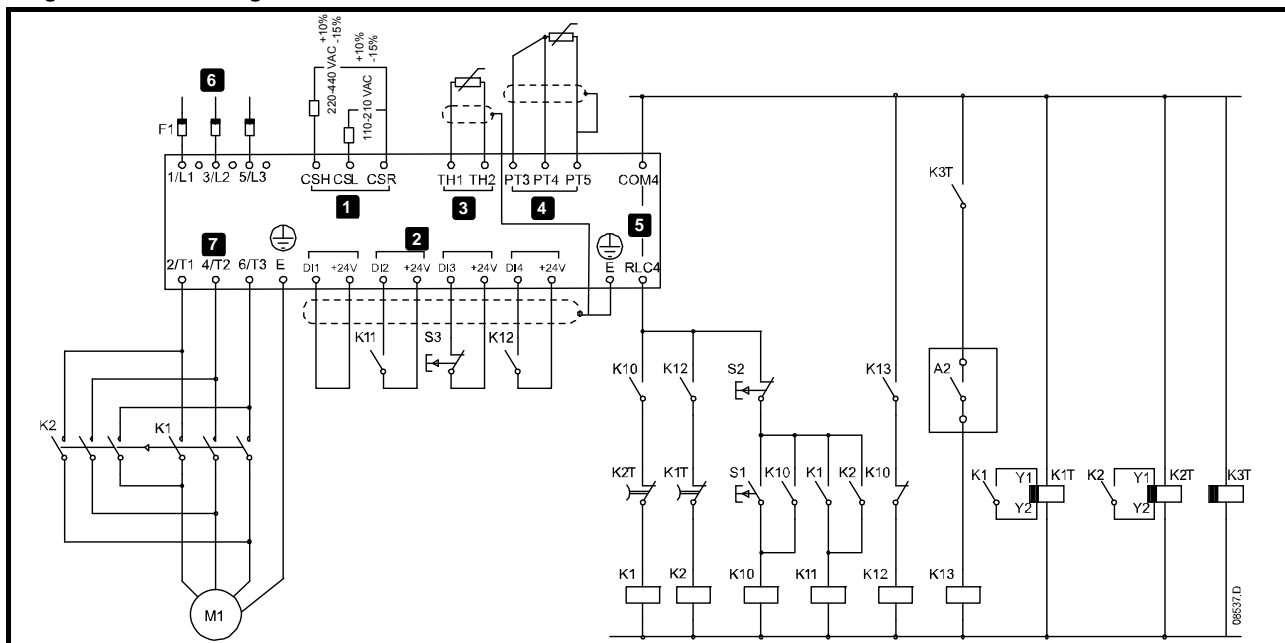 +10%
-15%
220-440 VAC
+10%
-15%
110-210 VAC
6
F1
1/L1 3/L2 5/L3
CSH CSL CSR
TH1 TH2
PT3 PT4 PT5
COM4
1
3
4
5
7
2
2/T1 4/T2 6/T3 E
DI1 +24V DI2 +24V DI3 +24V DI4 +24V
E
RLC4
K11
S3
K12
K2
K1
M1
K10
K12
S2
K13
K3T
A2
K2T
K1T
S1
K10
K1
K2
K10
K1
Y1
Y2
K1T
K2
Y1
Y2
K2T
K3T
K1
K2
K10
K11
K12
K13
08537.D